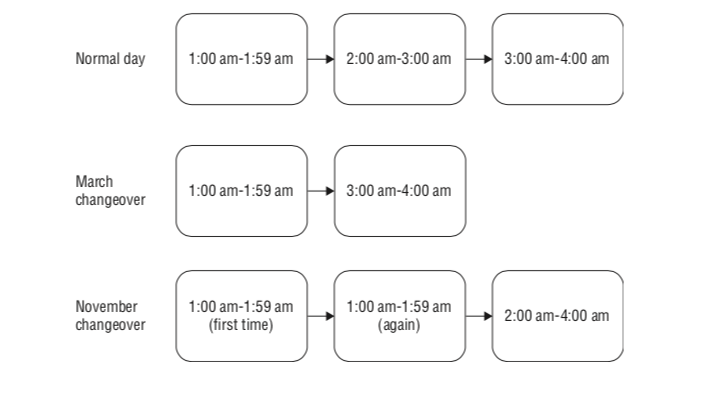 Normal day
1:00 am-1:59 am
2:00 am-3:00 am
3:00 am-4:00 am
March
changeover
1:00 am-1:59 am
3:00 am-4:00 am
November
changeover
1:00 am-1:59 am
(first time)
1:00 am-1:59 am
(again)
2:00 am-4:00 am